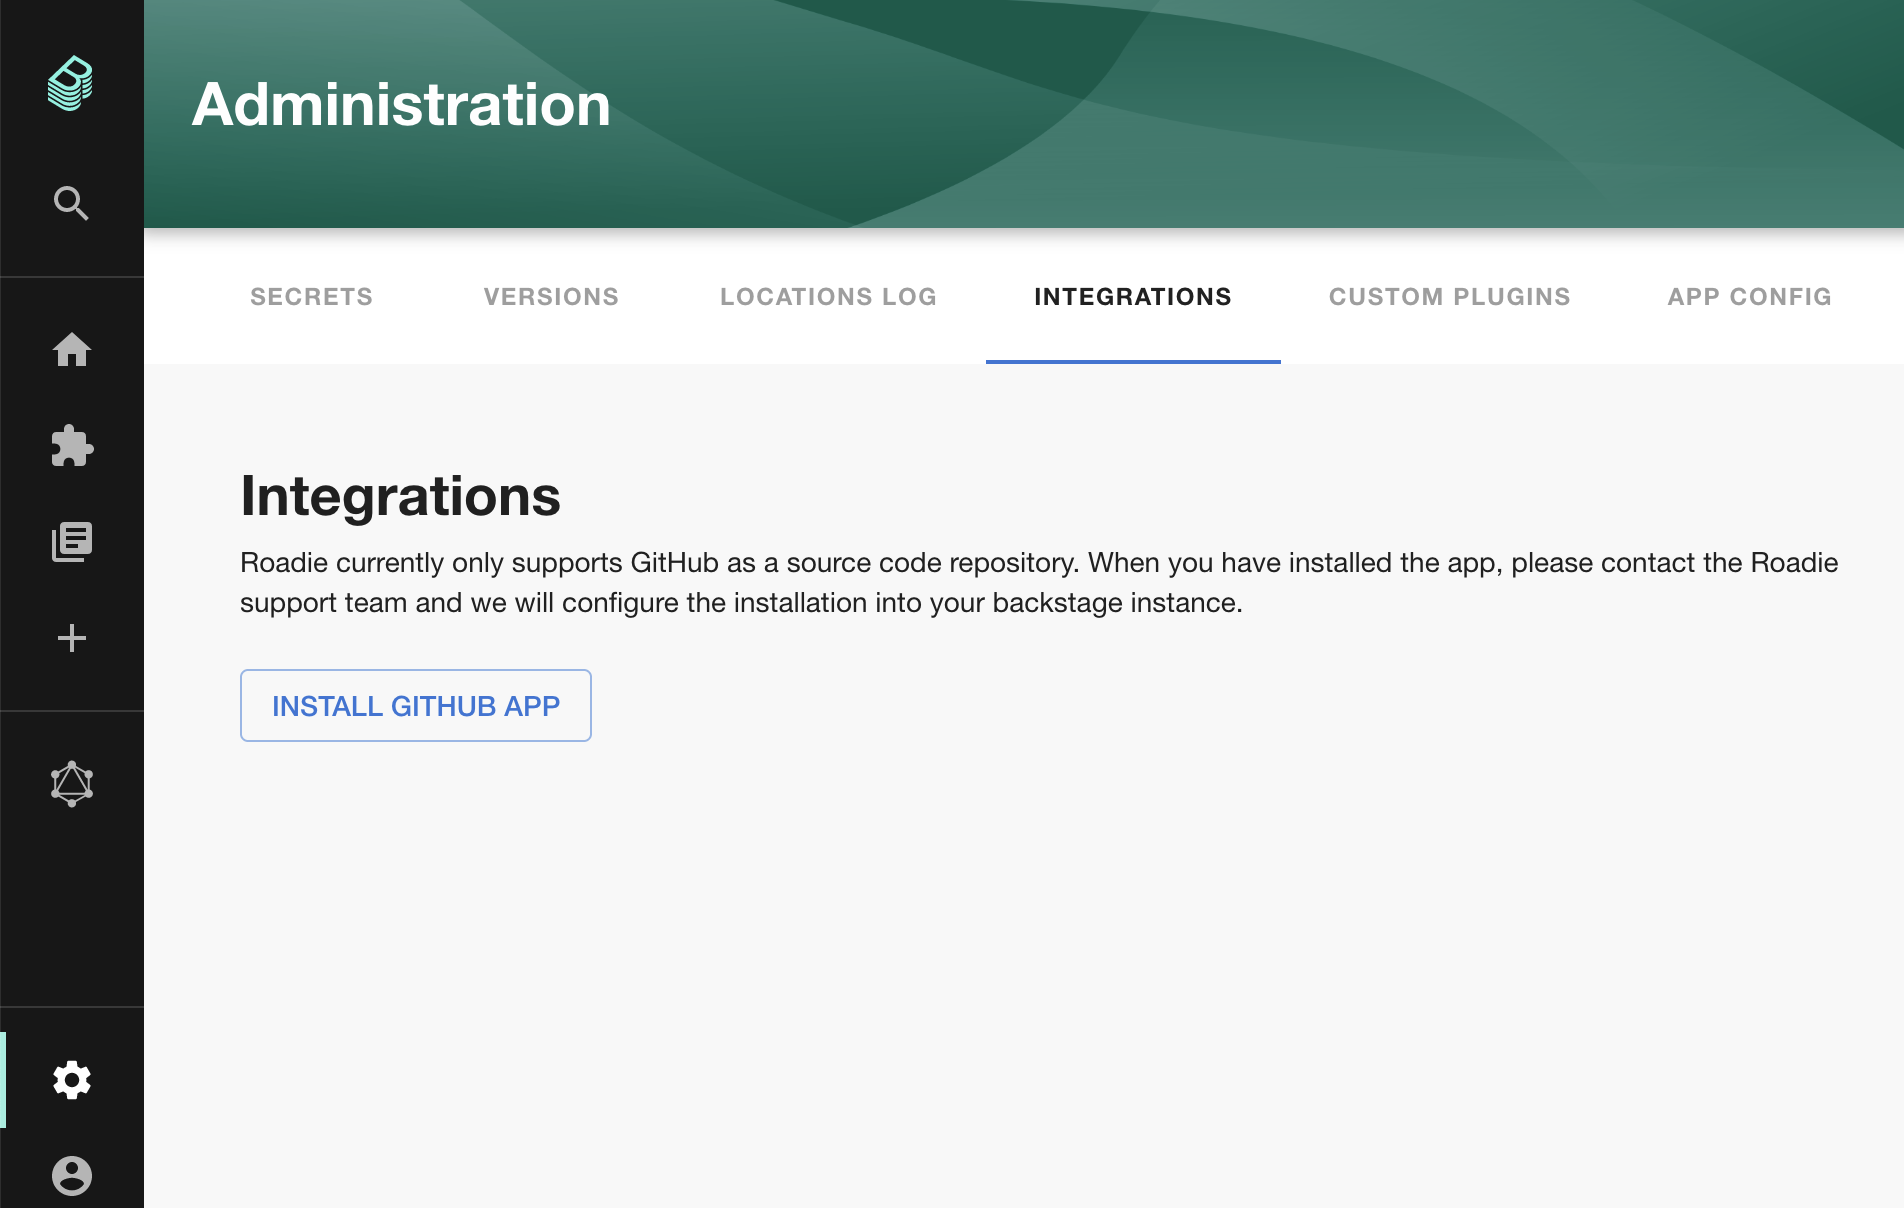 Administration
SECRETS VERSIONS LOCATIONS LOG INTEGRATIONS CUSTOM PLUGINS APP CONFIG
Integrations
Roadie currently only supports GitHub as a source code repository. When you have installed the app, please contact the Roadie
support team and we will configure the installation into your backstage instance.
INSTALL GITHUB APP